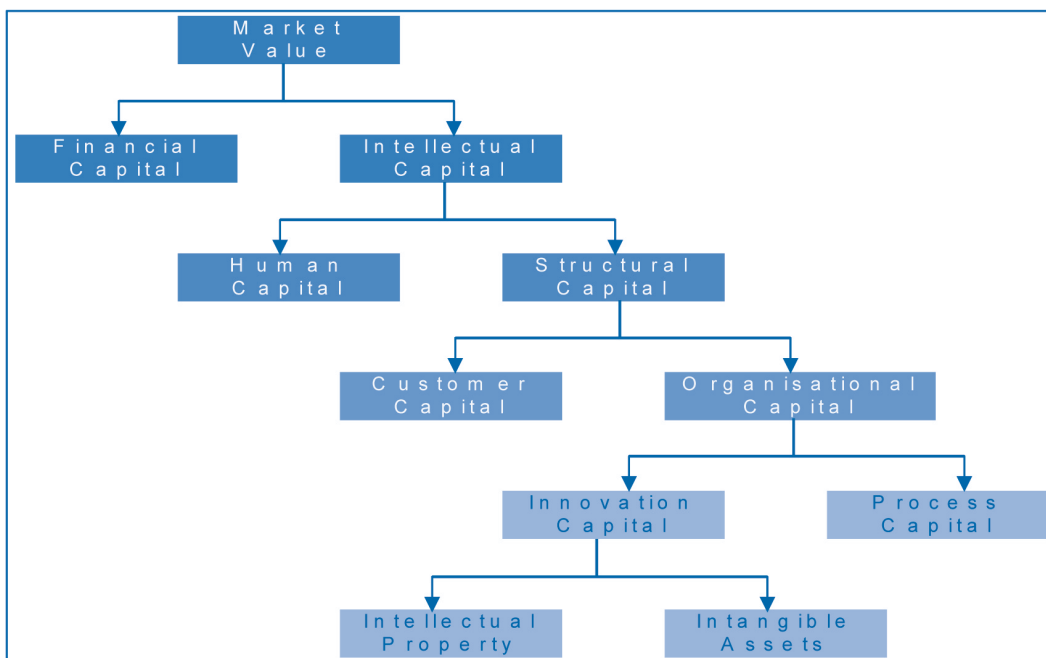 Market
Value
Financial
Capital
Intellectual
Capital
Human
Capital
Structural
Capital
Customer
Capital
Organisational
Capital
Innovation
Capital
Process
Capital
Intellectual
Property
Intangible
Assets